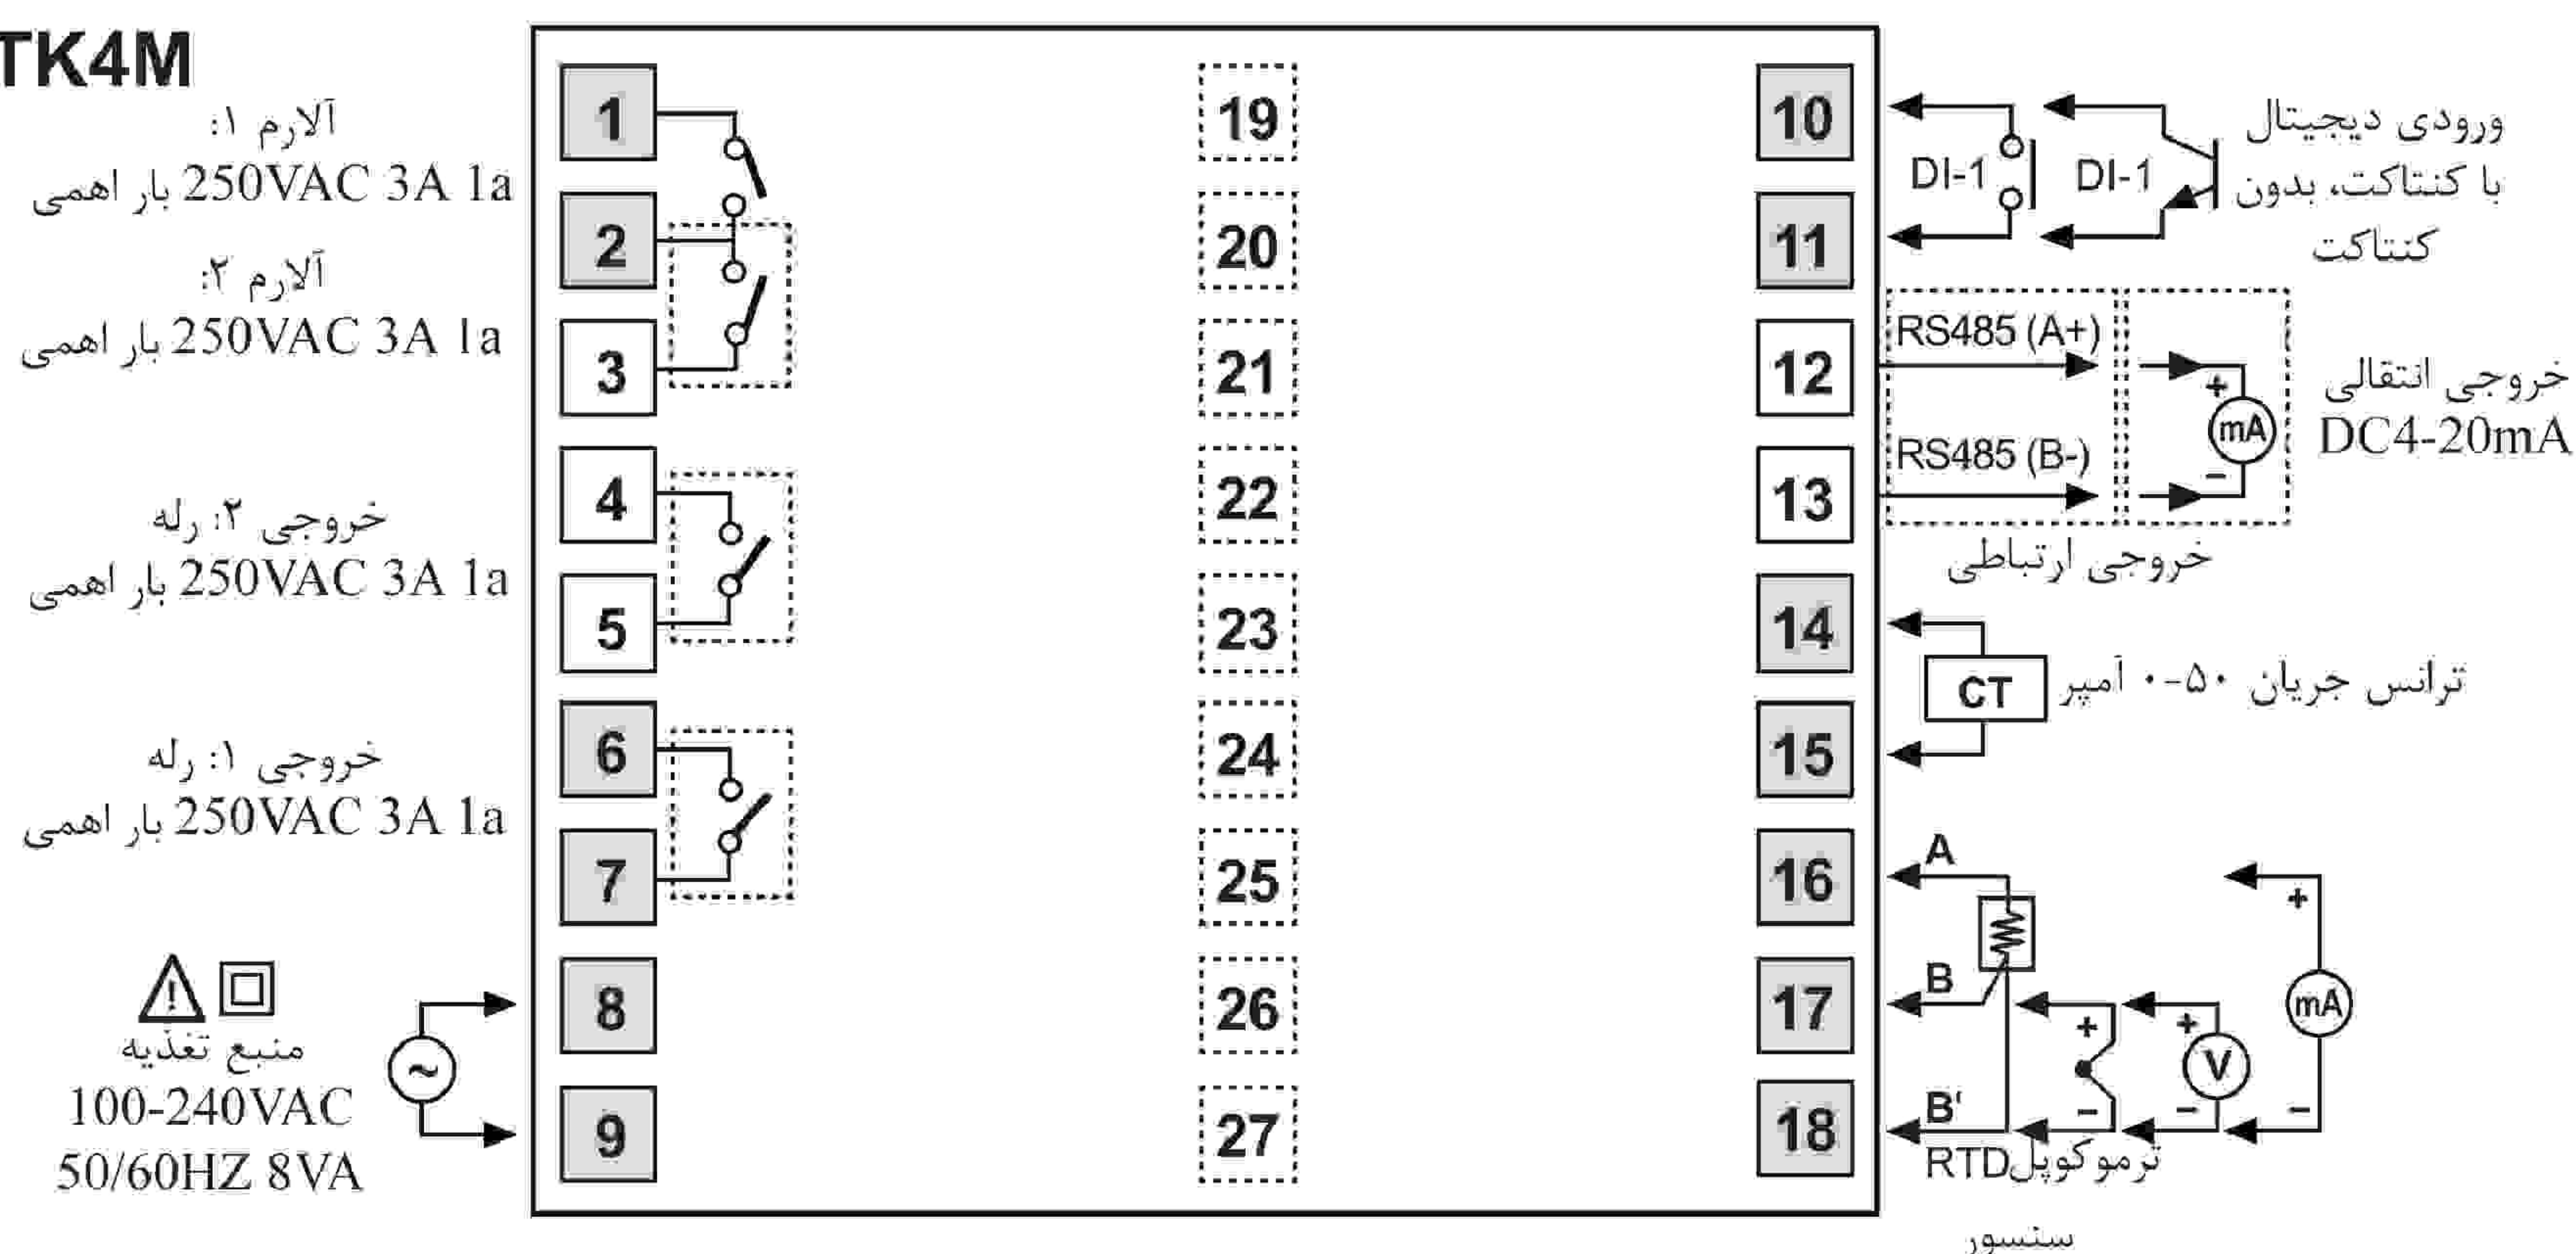 TK4M
آلارم ۱:
250VAC 3A 1a بار اهمی
آلارم ۲:
250VAC 3A 1a بار اهمی
خروجی ۲: رله
250VAC 3A 1a بار اهمی
خروجی ۱: رله
250VAC 3A 1a بار اهمی
منبع تغذیه
100-240VAC
50/60HZ 8VA
~
1
2
3
4
5
6
7
8
9
19
20
21
22
23
24
25
26
27
10
11
12
13
14
15
16
17
18
DI-1
DI-1
ورودی دیجیتال
با کنتاکت، بدون
کنتاکت
RS485 (A+)
RS485 (B-)
+
mA
-
خروجی انتقالی
DC4-20mA
خروجی ارتباطی
CT
ترانس جریان ۵۰-۰ آمپر
A
B
B'
+
-
+
V
-
+
mA
-
RTD ترموکوپل
سنسور